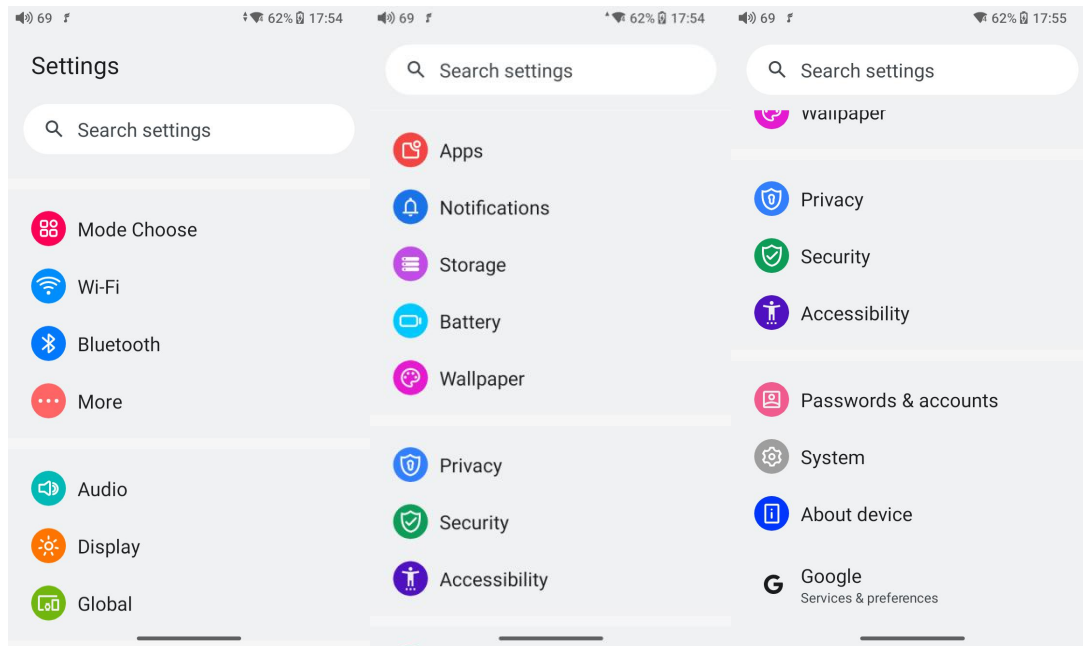 69 62% 17:54
Settings
Search settings
Mode Choose
Wi-Fi
Bluetooth
More
Audio
Display
Global
69 62% 17:54
Search settings
Apps
Notifications
Storage
Battery
Wallpaper
Privacy
Security
Accessibility
69 62% 17:55
Search settings
Wallpaper
Privacy
Security
Accessibility
Passwords & accounts
System
About device
Google
Services & preferences